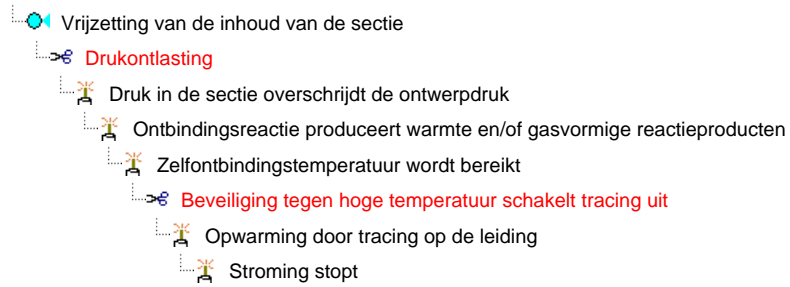 Vrijzetting van de inhoud van de sectie
Drukontlasting
Druk in de sectie overschrijdt de ontwerpdruk
Ontbindingsreactie produceert warmte en/of gasvormige reactieproducten
Zelfontbindingstemperatuur wordt bereikt
Beveiliging tegen hoge temperatuur schakelt tracing uit
Opwarming door tracing op de leiding
Stroming stopt